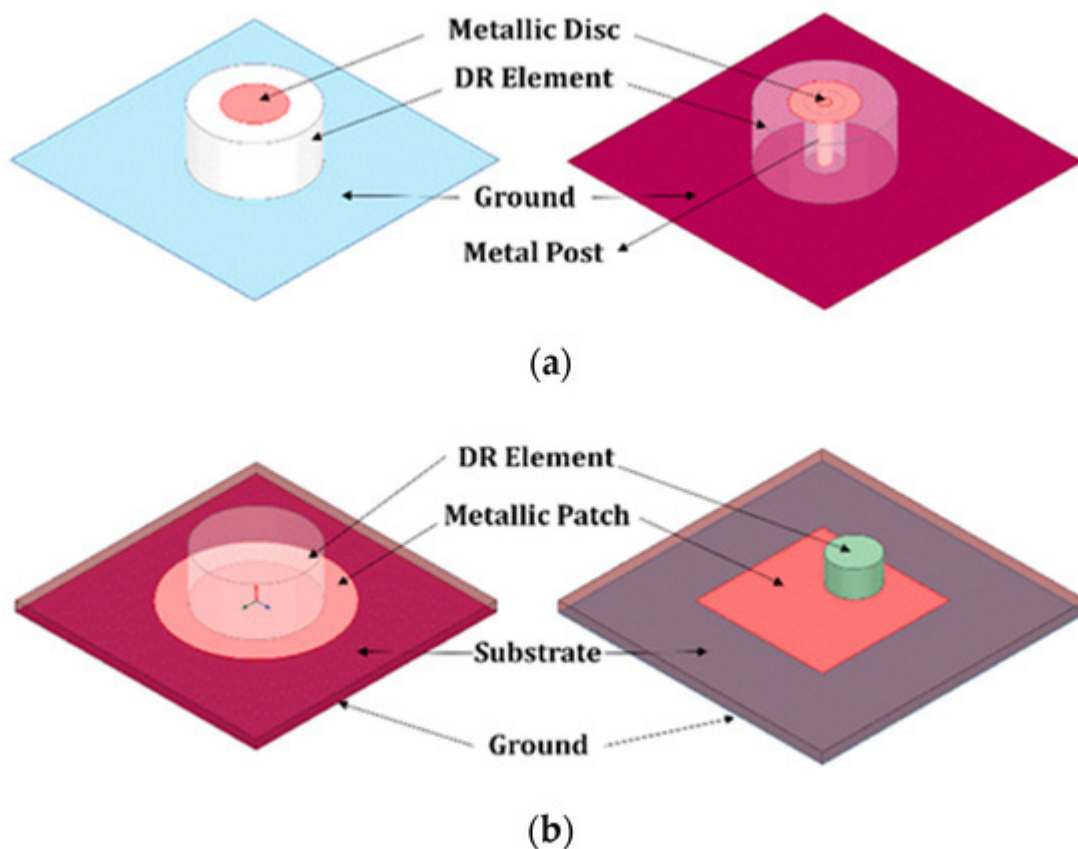 Metallic Disc
DR Element
Ground
Metal Post
(a)
DR Element
Metallic Patch
Substrate
Ground
(b)